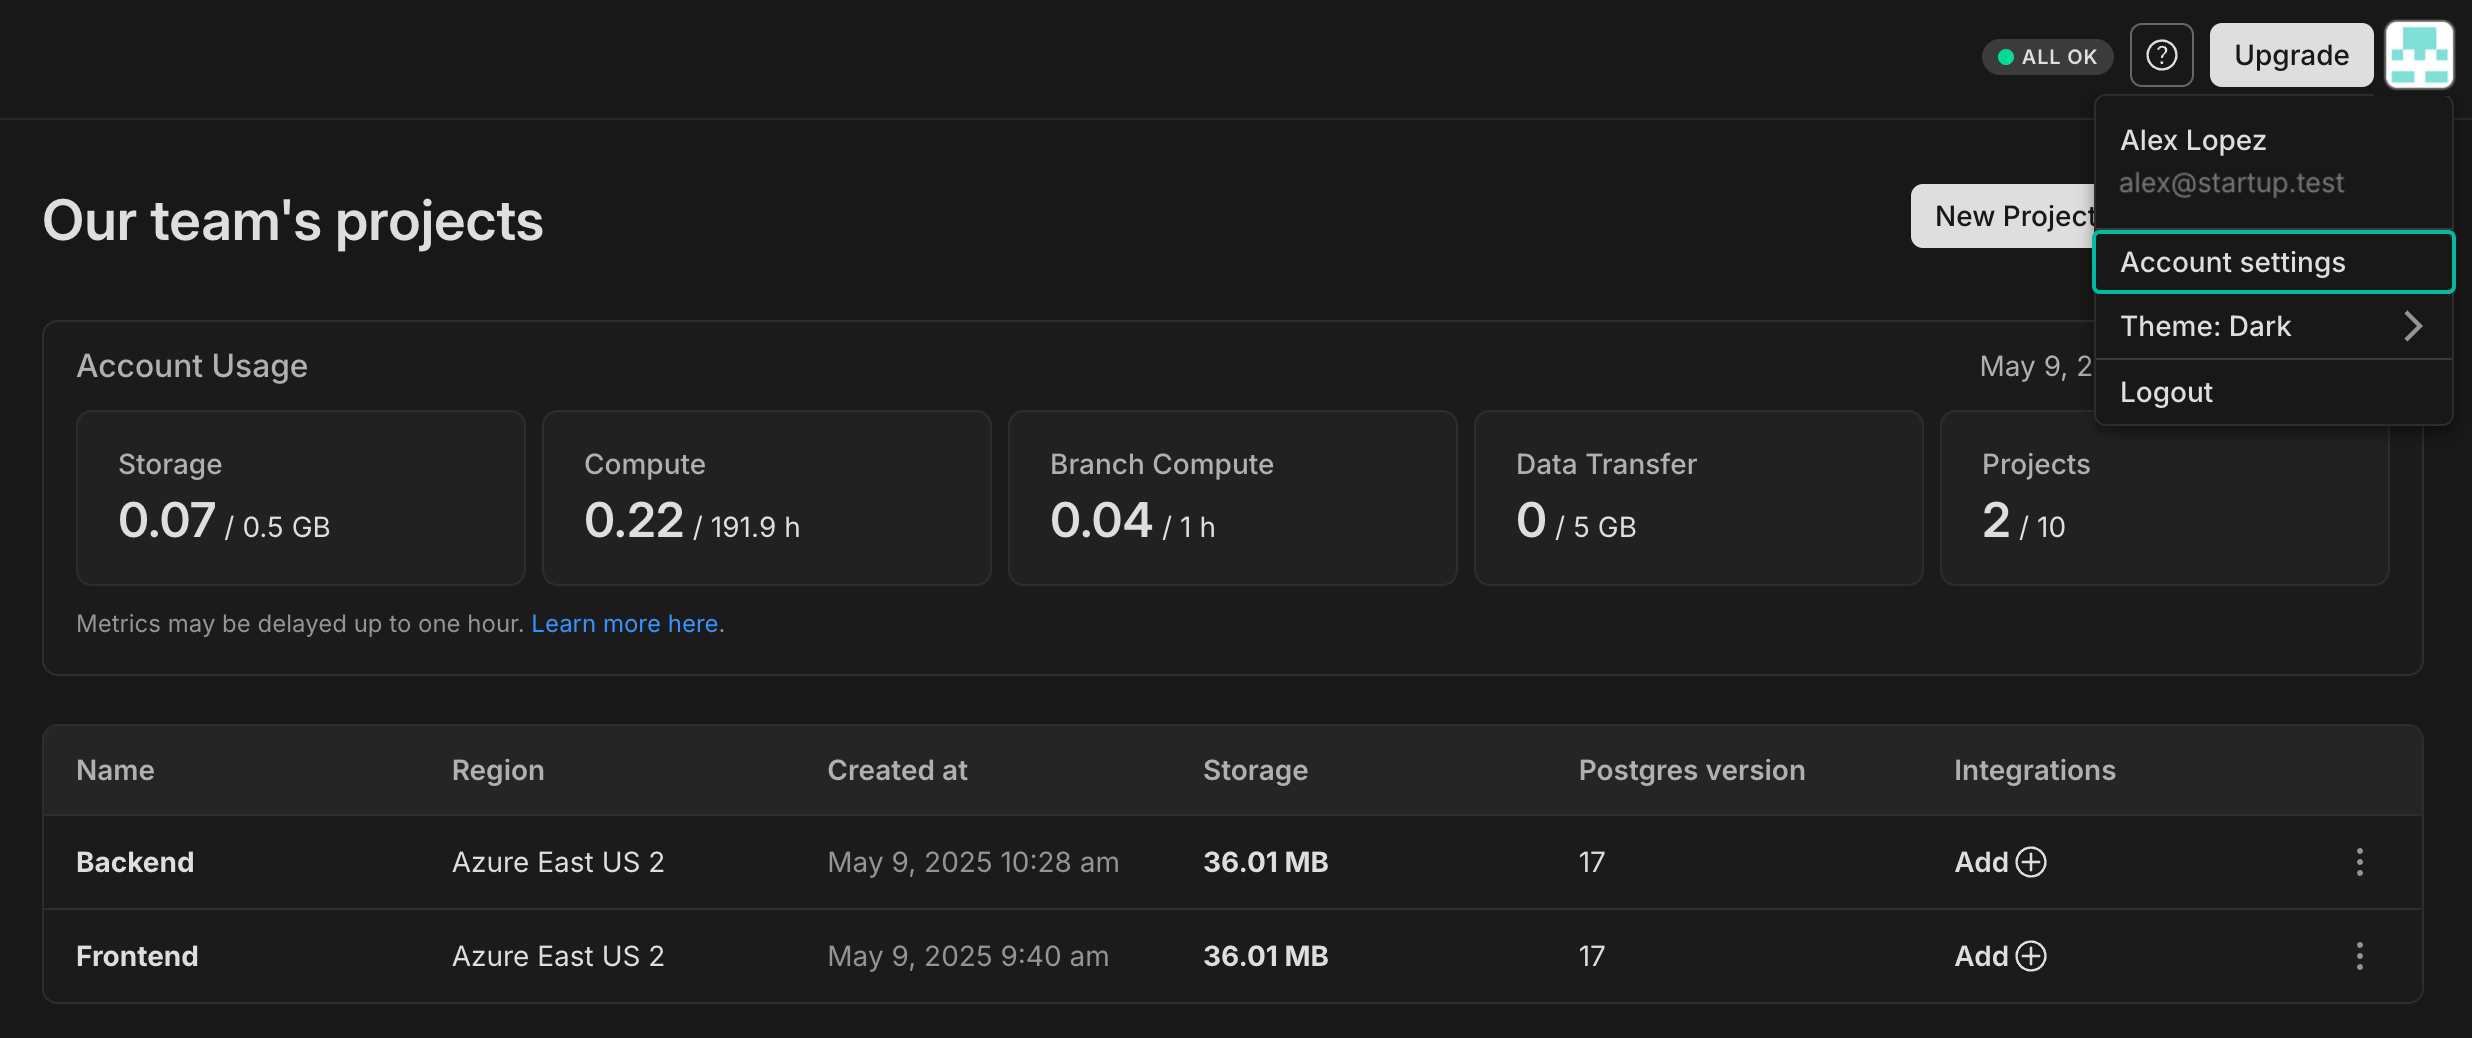 ALL OK
Upgrade
Alex Lopez
alex@startup.test
Account settings
Theme: Dark
Logout
Our team's projects
New Project
Account Usage
May 9, 2
Storage
0.07 / 0.5 GB
Compute
0.22 / 191.9 h
Branch Compute
0.04 / 1 h
Data Transfer
0 / 5 GB
Projects
2 / 10
Metrics may be delayed up to one hour. Learn more here.
Name Region Created at Storage Postgres version Integrations
Backend Azure East US 2 May 9, 2025 10:28 am 36.01 MB 17 Add
Frontend Azure East US 2 May 9, 2025 9:40 am 36.01 MB 17 Add